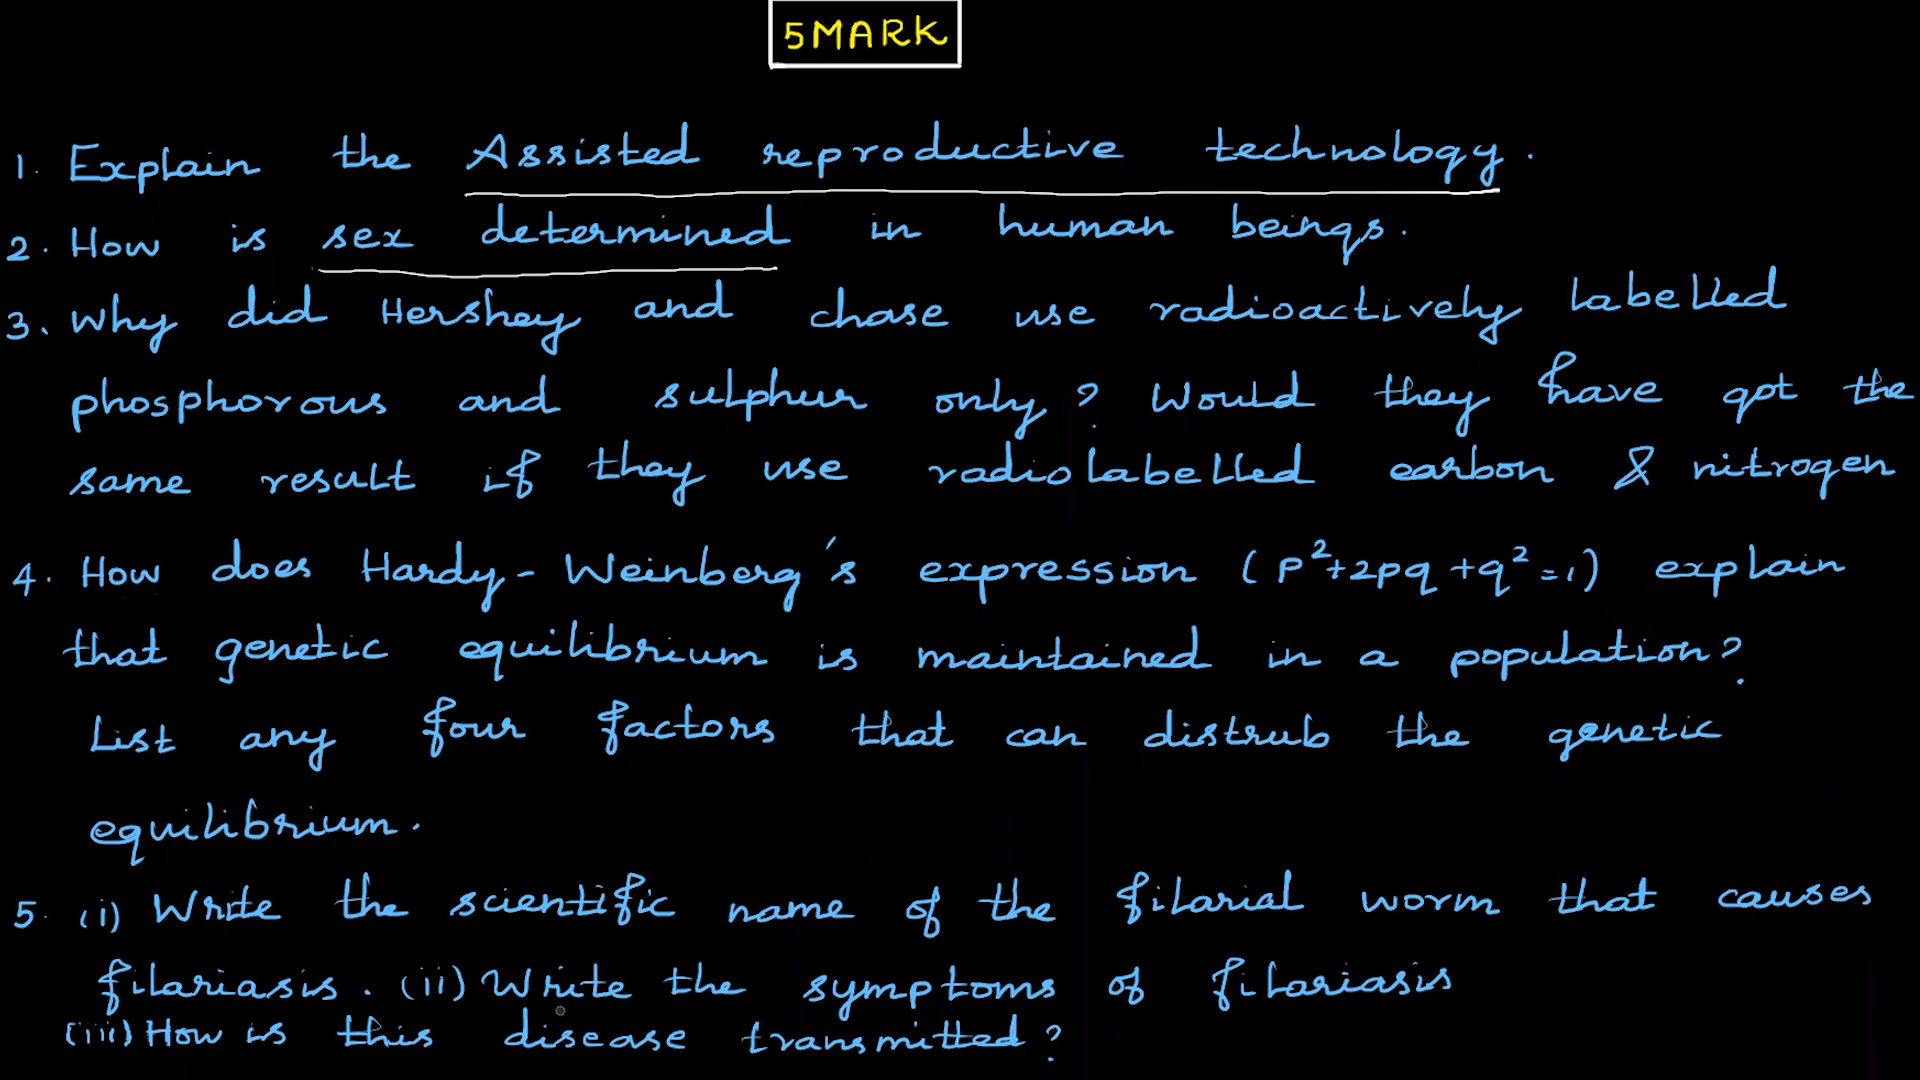 5 MARK
1. Explain the Assisted reproductive technology.
2. How is sex determined in human beings.
3. Why did Hershey and chase use radioactively labelled
phosphorous and sulphur only? Would they have got the
same result if they use radiolabelled carbon & nitrogen
4. How does Hardy-Weinberg's expression (p²+2pq+q²=1) explain
that genetic equilibrium is maintained in a population?
List any four factors that can distrub the genetic
equilibrium.
5. (i) Write the scientific name of the filarial worm that causes
filariasis. (ii) Write the symptoms of filariasis
(iii) How is this disease transmitted?